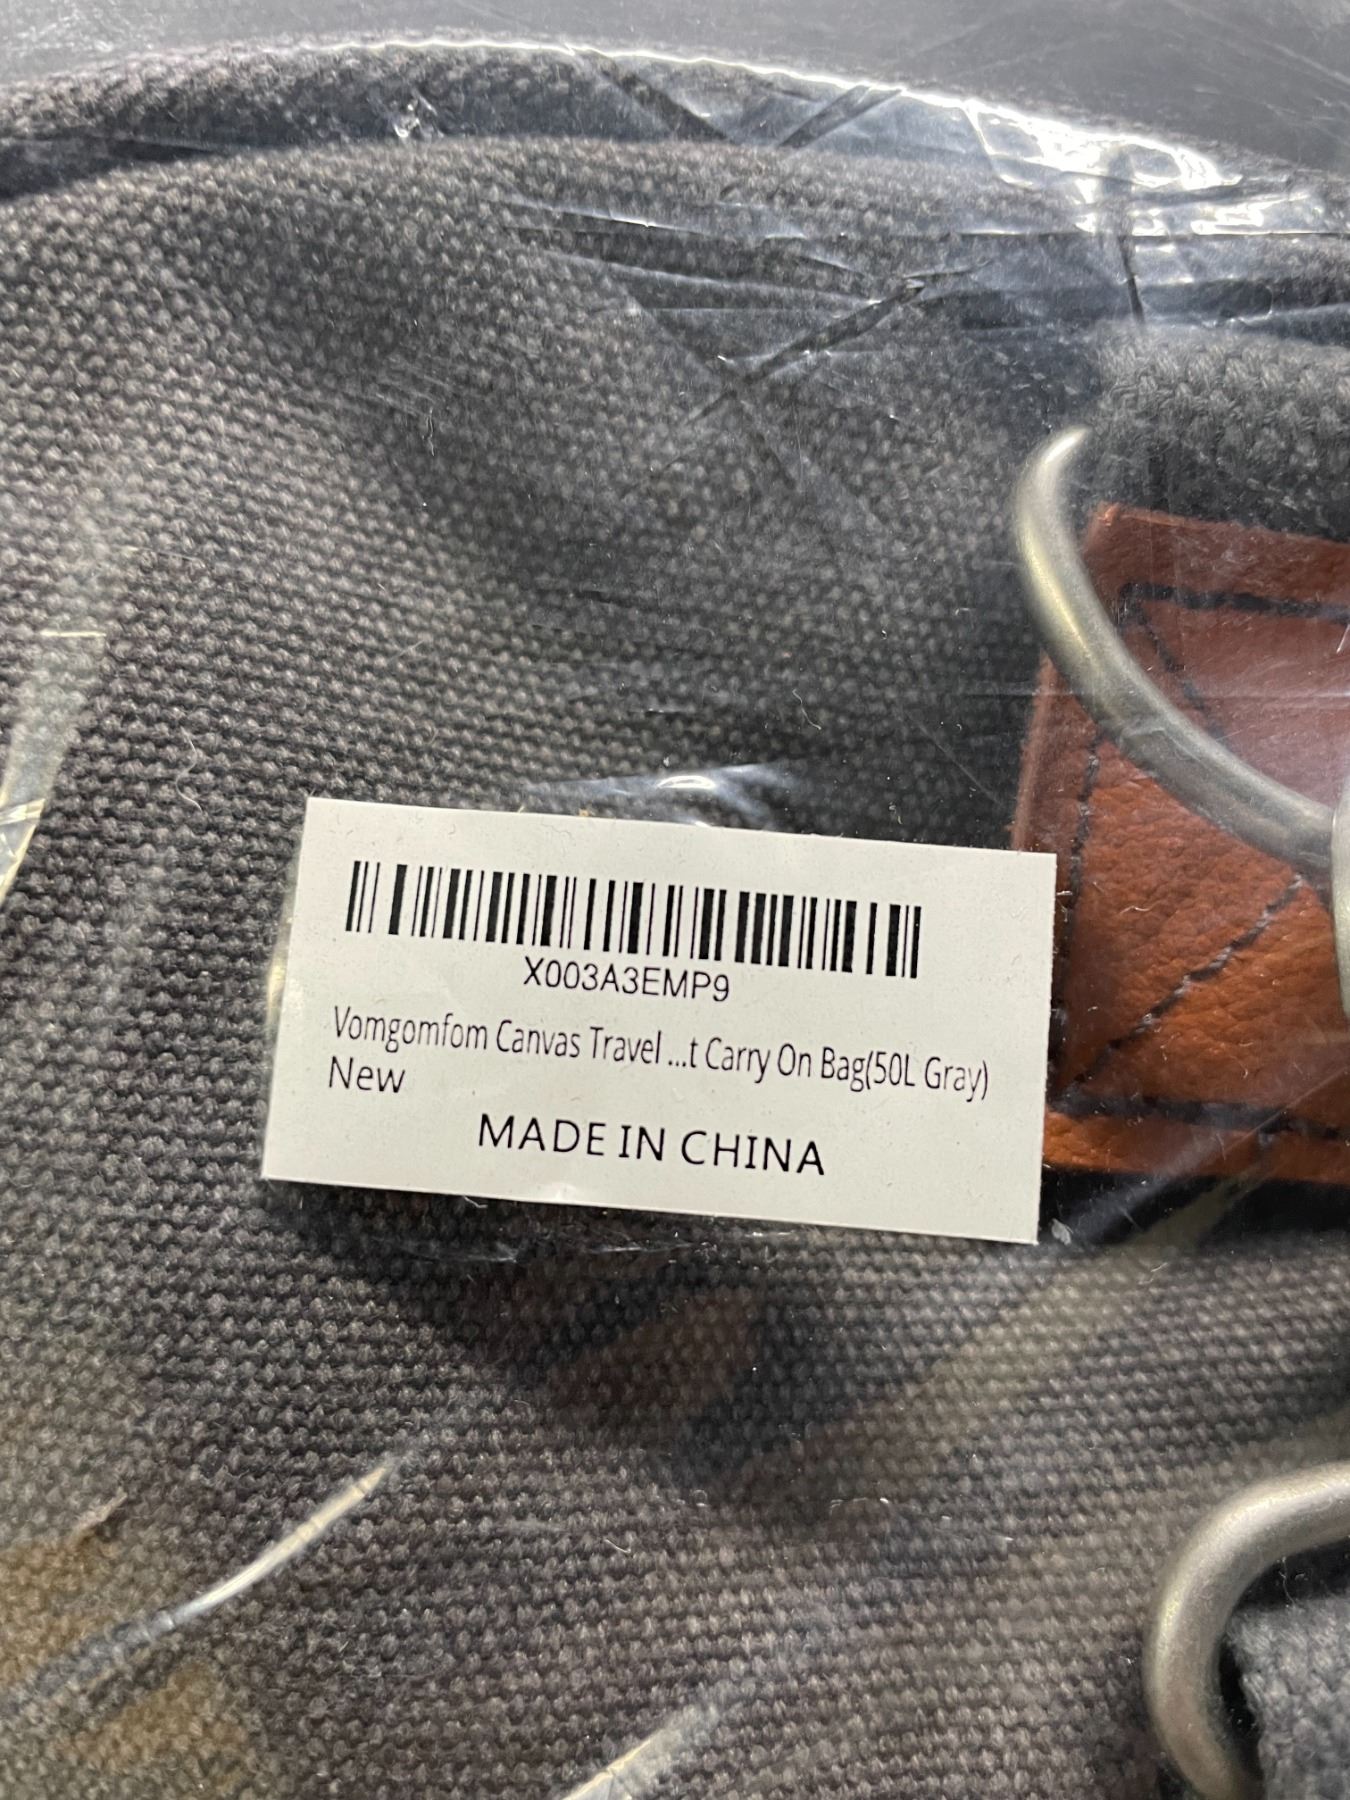 X003A3EMP9
Vomgomfom Canvas Travel ...t Carry On Bag(50L Gray)
New
MADE IN CHINA